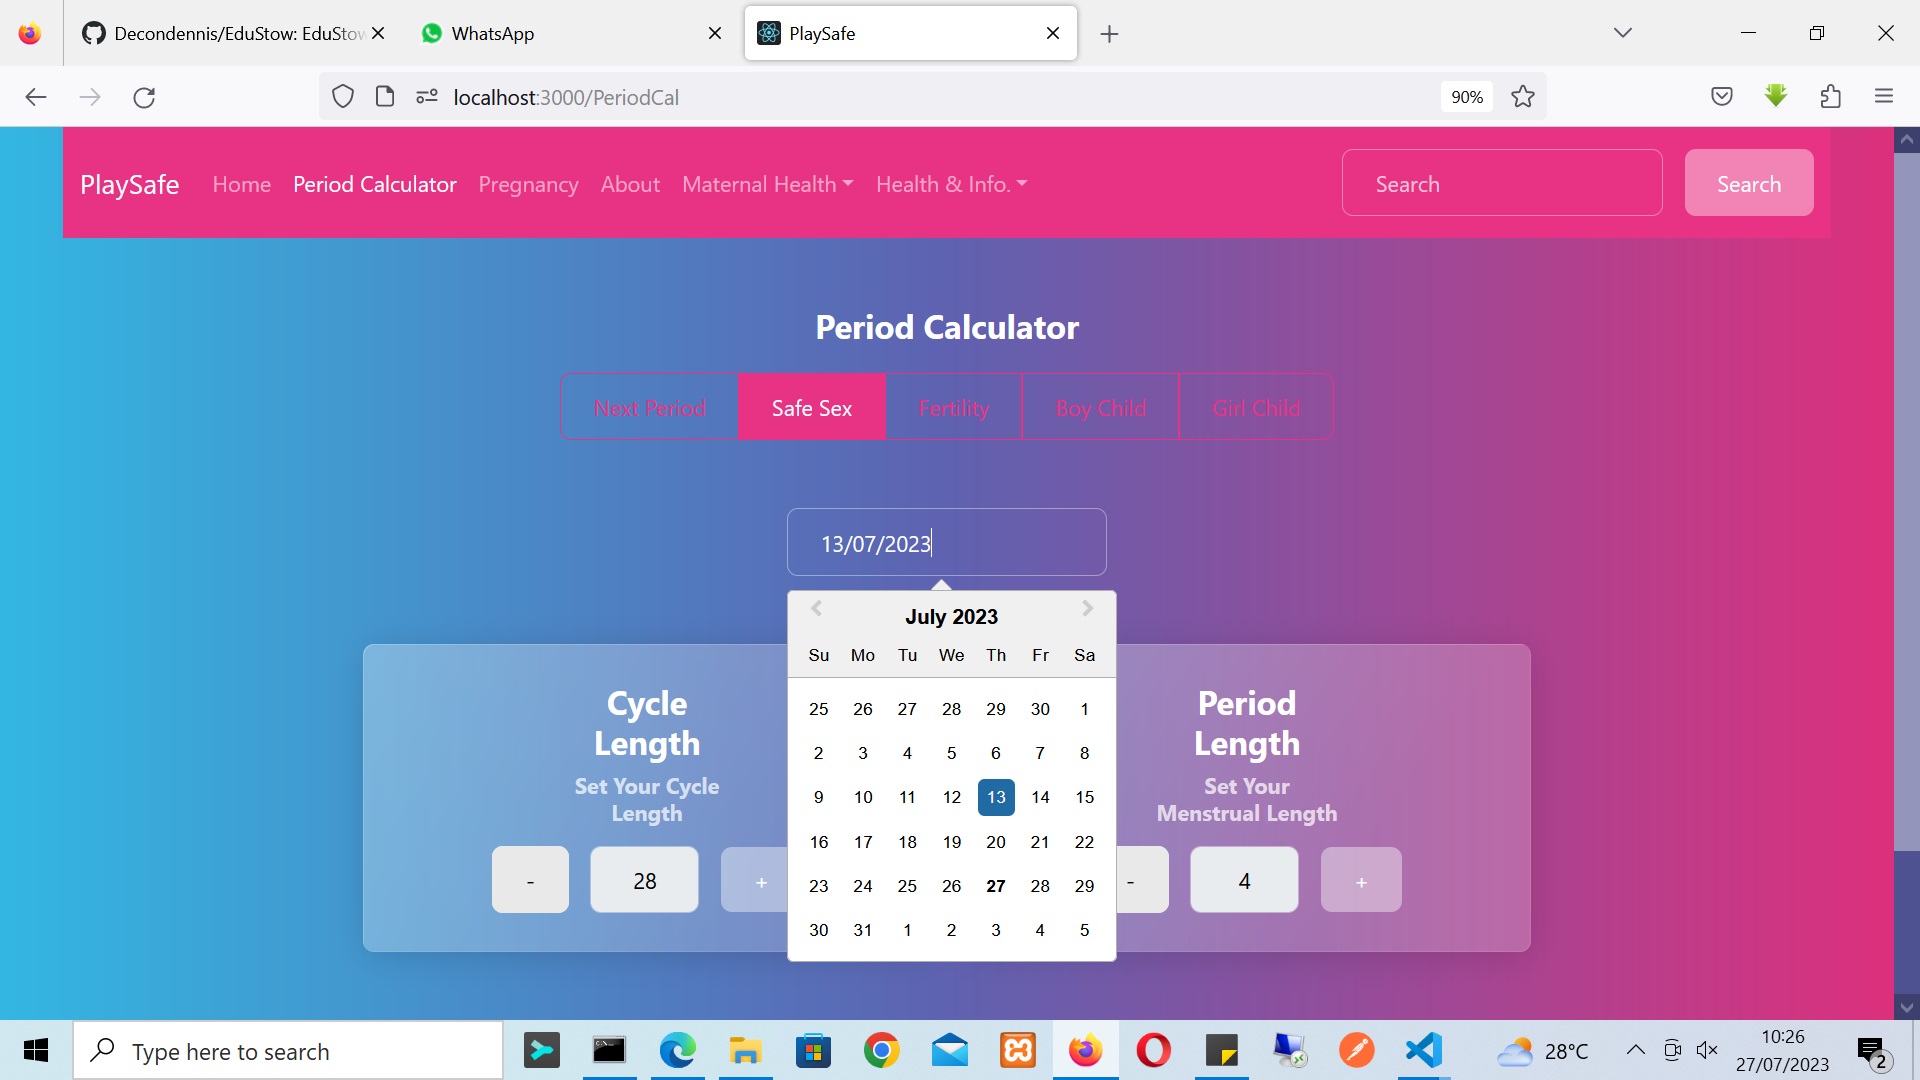 Decondennis/EduStow: EduStow
WhatsApp
PlaySafe
localhost:3000/PeriodCal
90%
PlaySafe
Home
Period Calculator
Pregnancy
About
Maternal Health
Health & Info.
Search
Search
Period Calculator
Next Period
Safe Sex
Fertility
Boy Child
Girl Child
13/07/2023
July 2023
Su Mo Tu We Th Fr Sa
25 26 27 28 29 30 1
2 3 4 5 6 7 8
9 10 11 12 13 14 15
16 17 18 19 20 21 22
23 24 25 26 27 28 29
30 31 1 2 3 4 5
Cycle
Length
Set Your Cycle
Length
- 28 +
Period
Length
Set Your
Menstrual Length
- 4 +
Type here to search
28°C
10:26
27/07/2023
2